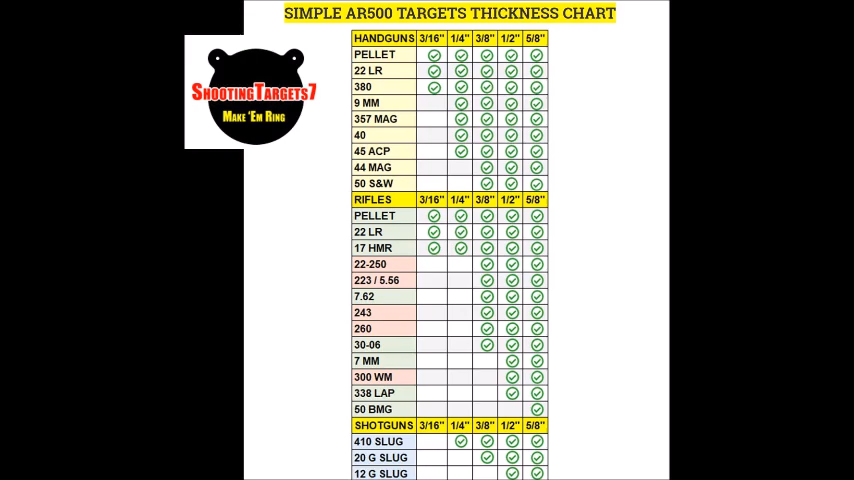 SIMPLE AR500 TARGETS THICKNESS CHART
SHOOTINGTARGETS7
MAKE 'EM RING
HANDGUNS 3/16" 1/4" 3/8" 1/2" 5/8"
PELLET
22 LR
380
9 MM
357 MAG
40
45 ACP
44 MAG
50 S&W
RIFLES 3/16" 1/4" 3/8" 1/2" 5/8"
PELLET
22 LR
17 HMR
22-250
223 / 5.56
7.62
243
260
30-06
7 MM
300 WM
338 LAP
50 BMG
SHOTGUNS 3/16" 1/4" 3/8" 1/2" 5/8"
410 SLUG
20 G SLUG
12 G SLUG